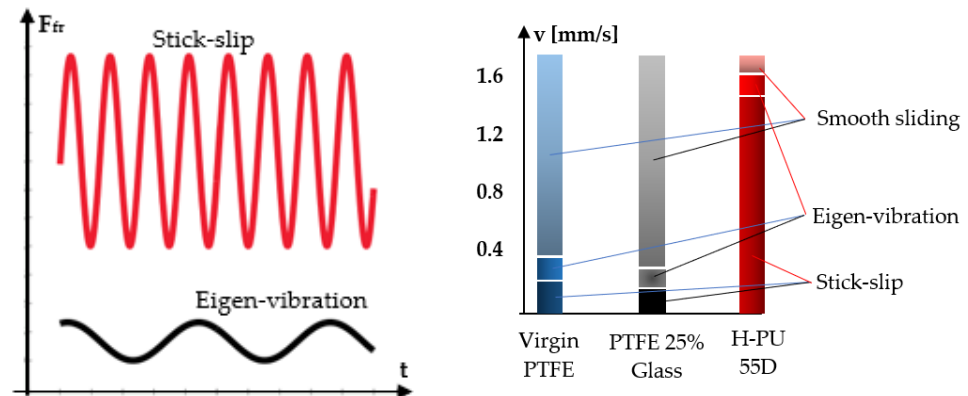 F_fr
Stick-slip
Eigen-vibration
t
v [mm/s]
1.6
1.2
0.8
0.4
Smooth sliding
Eigen-vibration
Stick-slip
Virgin
PTFE
PTFE 25%
Glass
H-PU
55D